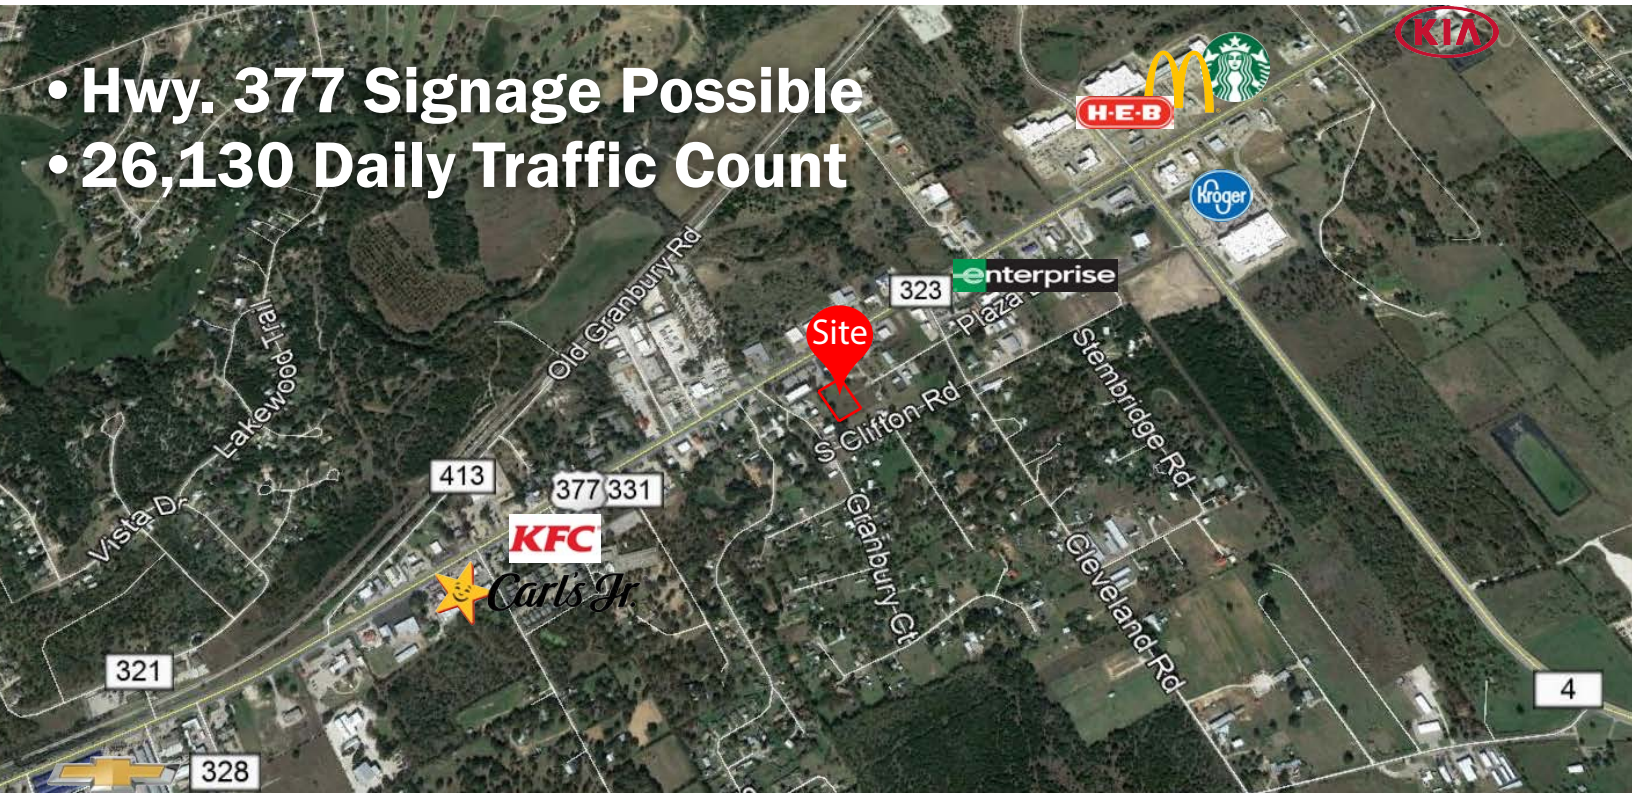 • Hwy. 377 Signage Possible
• 26,130 Daily Traffic Count
KIA
H-E-B
Kroger
enterprise
323
Plaza
Site
Old Granbury Rd
Lakewood Trail
Stembridge Rd
S Clifton Rd
413
377
331
Vista Dr
KFC
Granbury Ct
Cleveland Rd
Carls Jr.
321
4
328